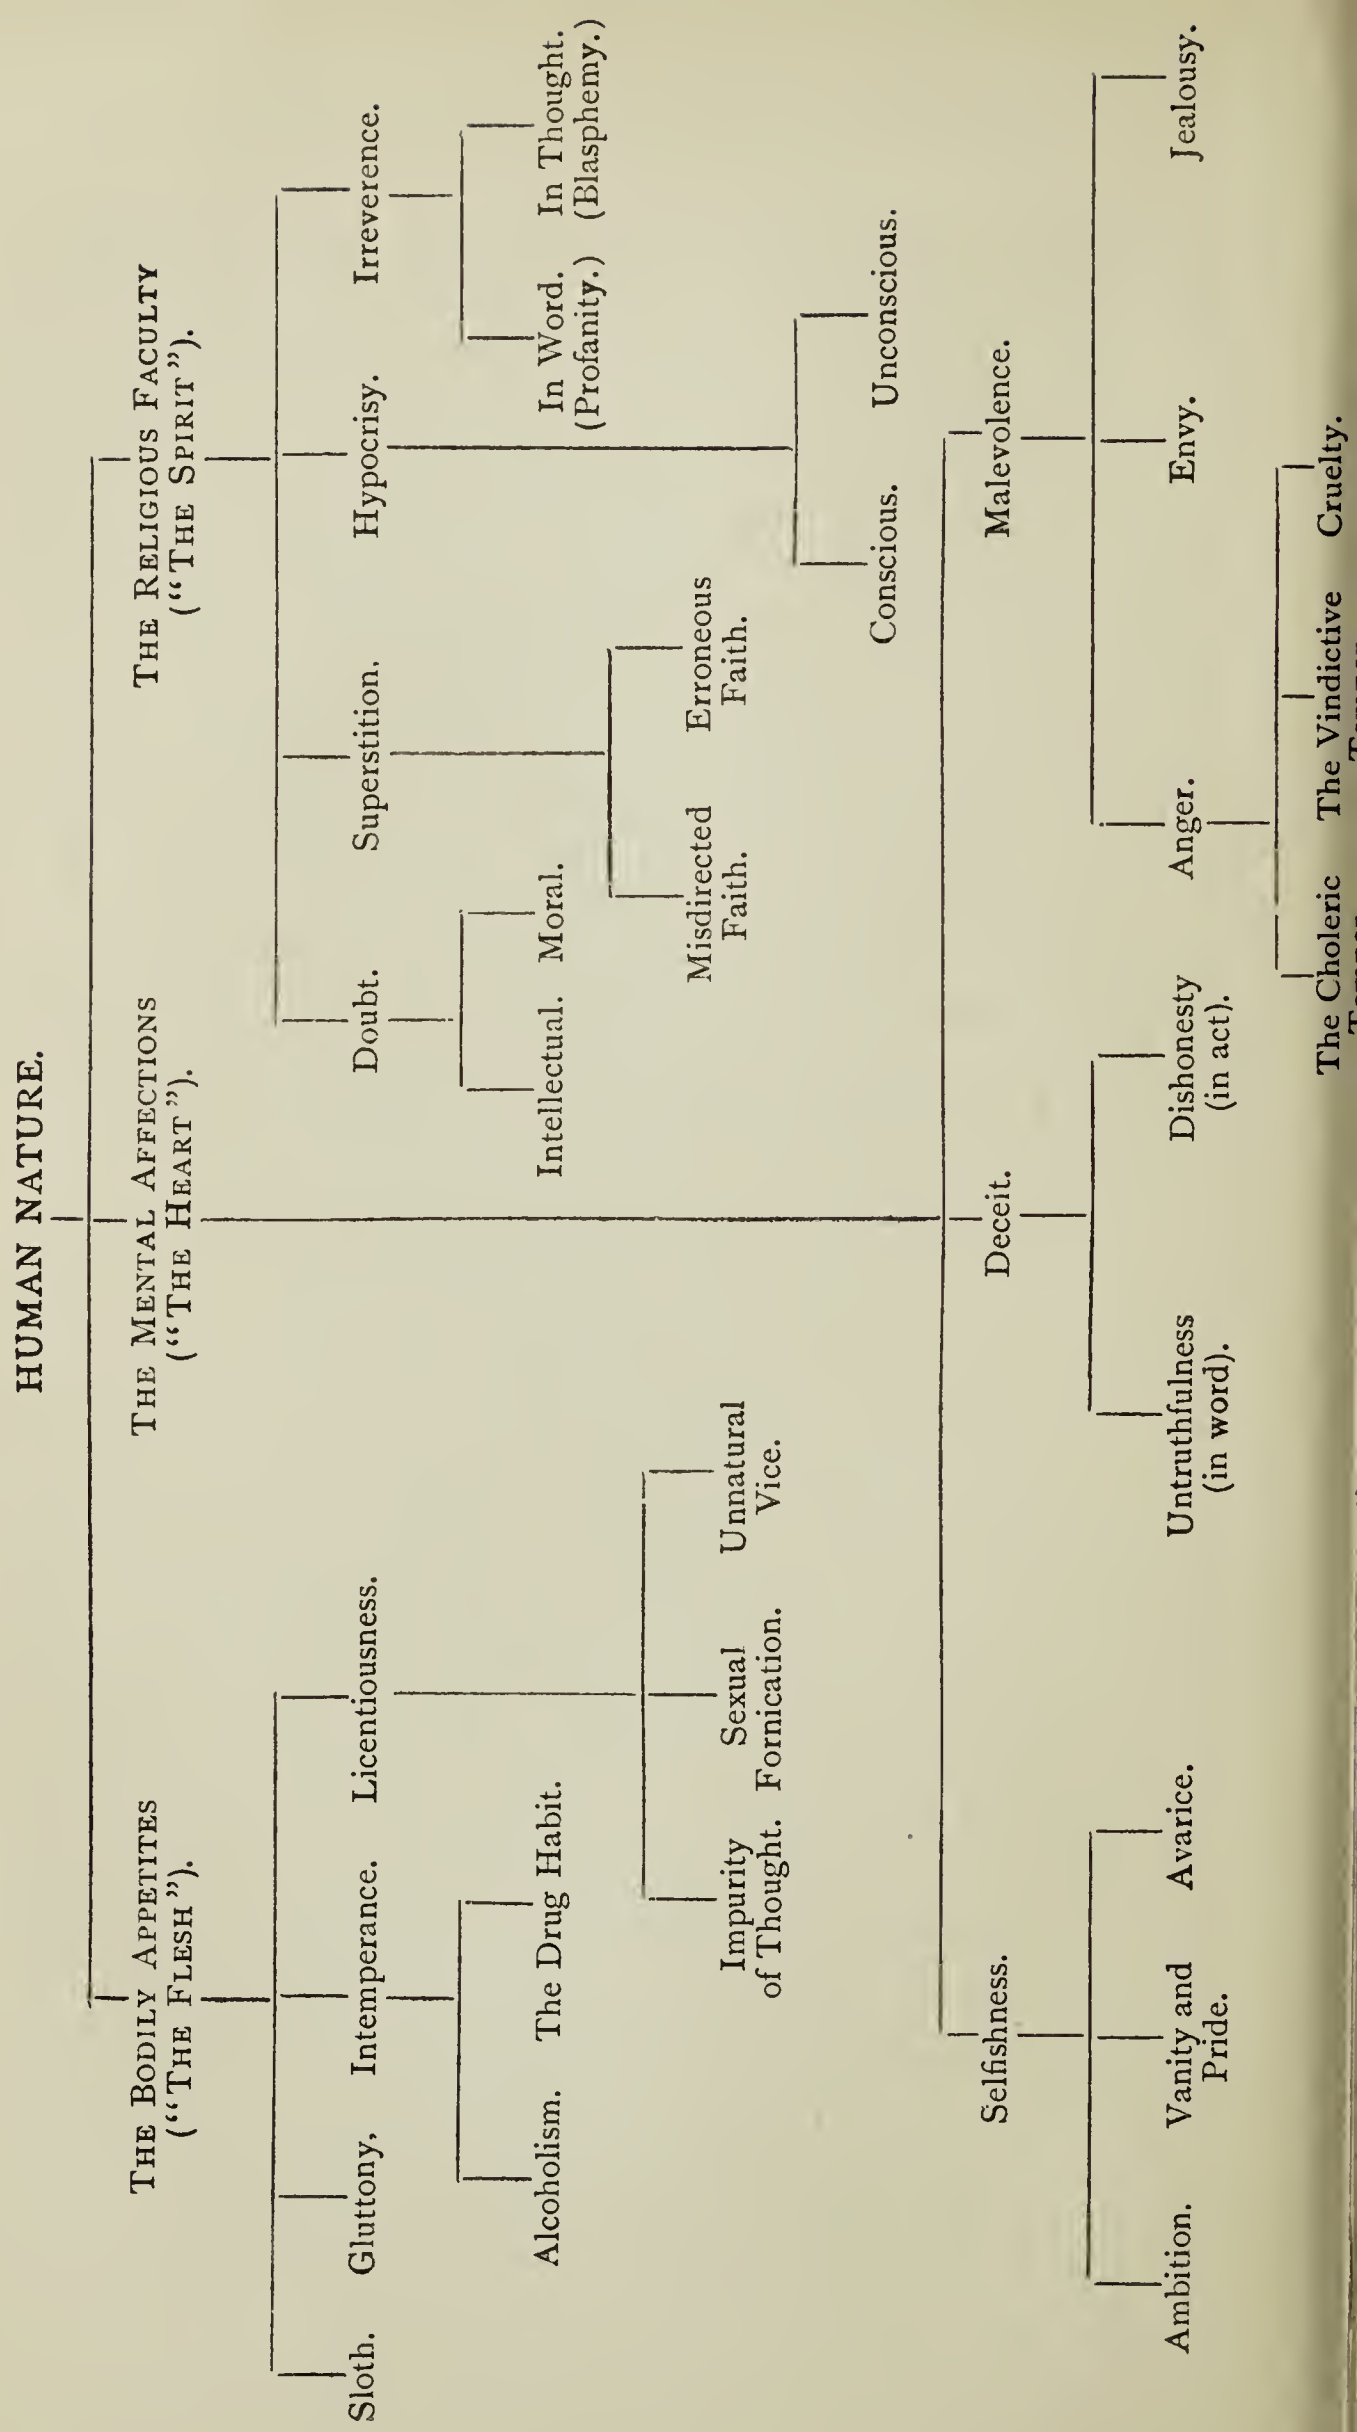 HUMAN NATURE.
THE BODILY APPETITES
(“THE FLESH”).
THE MENTAL AFFECTIONS
(“THE HEART”).
THE RELIGIOUS FACULTY
(“THE SPIRIT”).
Sloth. Gluttony, Intemperance. Licentiousness.
Doubt. Superstition. Hypocrisy. Irreverence.
Alcoholism. The Drug Habit.
Intellectual. Moral.
In Word.
(Profanity.)
In Thought.
(Blasphemy.)
Impurity
of Thought.
Sexual
Fornication.
Unnatural
Vice.
Misdirected
Faith.
Erroneous
Faith.
Conscious. Unconscious.
Selfishness. Deceit. Malevolence.
Ambition.
Vanity and
Pride.
Avarice.
Untruthfulness
(in word).
Dishonesty
(in act).
Anger. Envy. Jealousy.
The Choleric
The Vindictive
Cruelty.